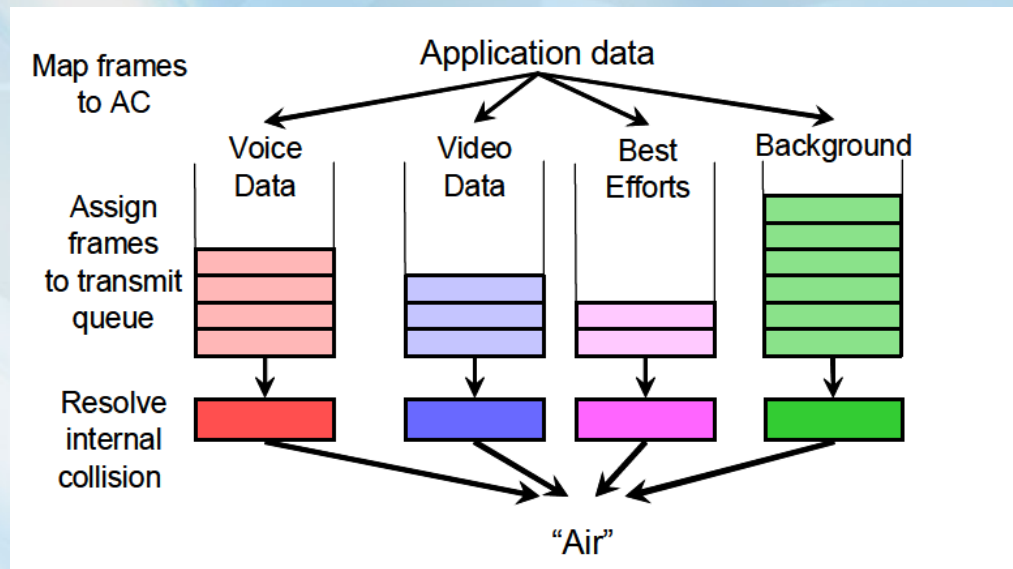 Application data
Map frames
to AC
Voice
Data
Video
Data
Best
Efforts
Background
Assign
frames
to transmit
queue
Resolve
internal
collision
“Air”